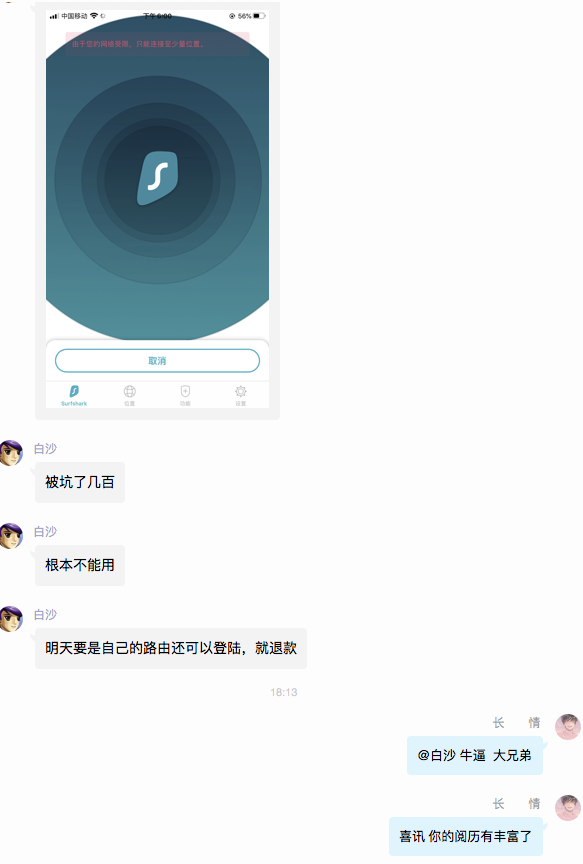 中国移动
下午6:00
56%
由于您的网络受限，只能连接至少量位置。
取消
Surfshark
位置
功能
设置
白沙
被坑了几百
白沙
根本不能用
白沙
明天要是自己的路由还可以登陆，就退款
18:13
长 情
@白沙 牛逼 大兄弟
长 情
喜讯 你的阅历有丰富了